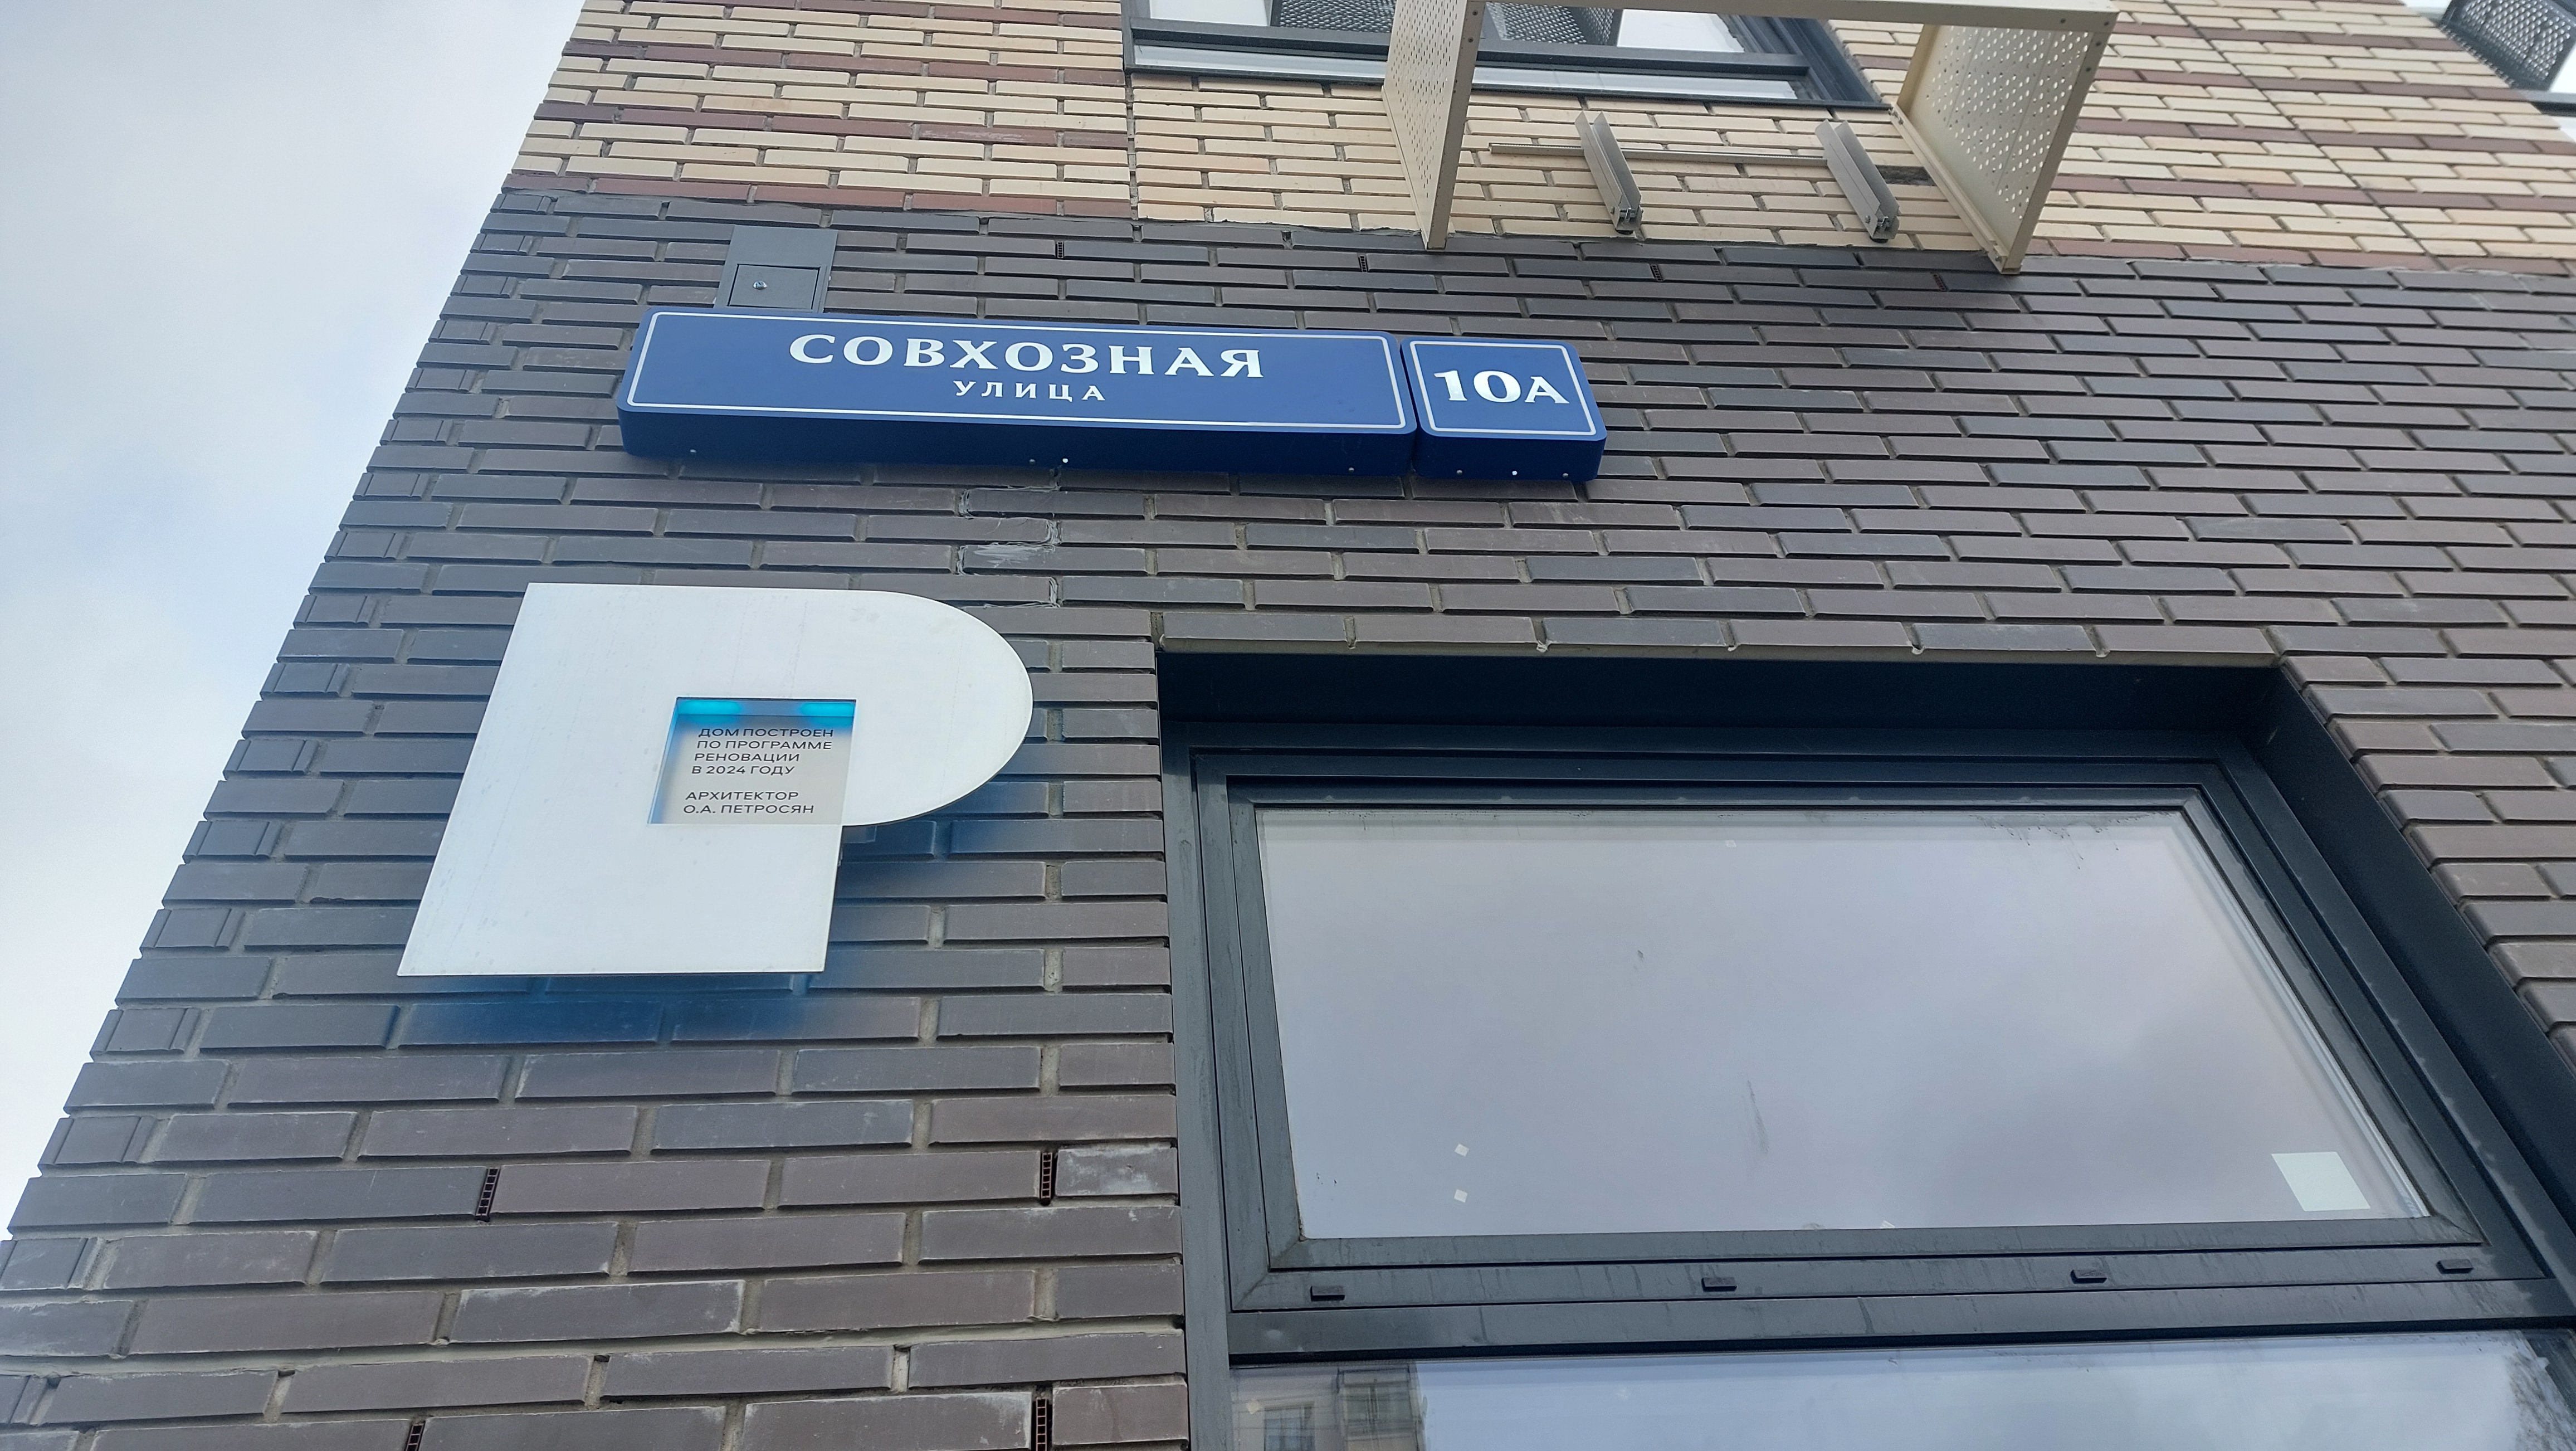 СОВХОЗНАЯ
УЛИЦА
10А
ДОМ ПОСТРОЕН
ПО ПРОГРАММЕ
РЕНОВАЦИИ
В 2024 ГОДУ
АРХИТЕКТОР
О.А. ПЕТРОСЯН